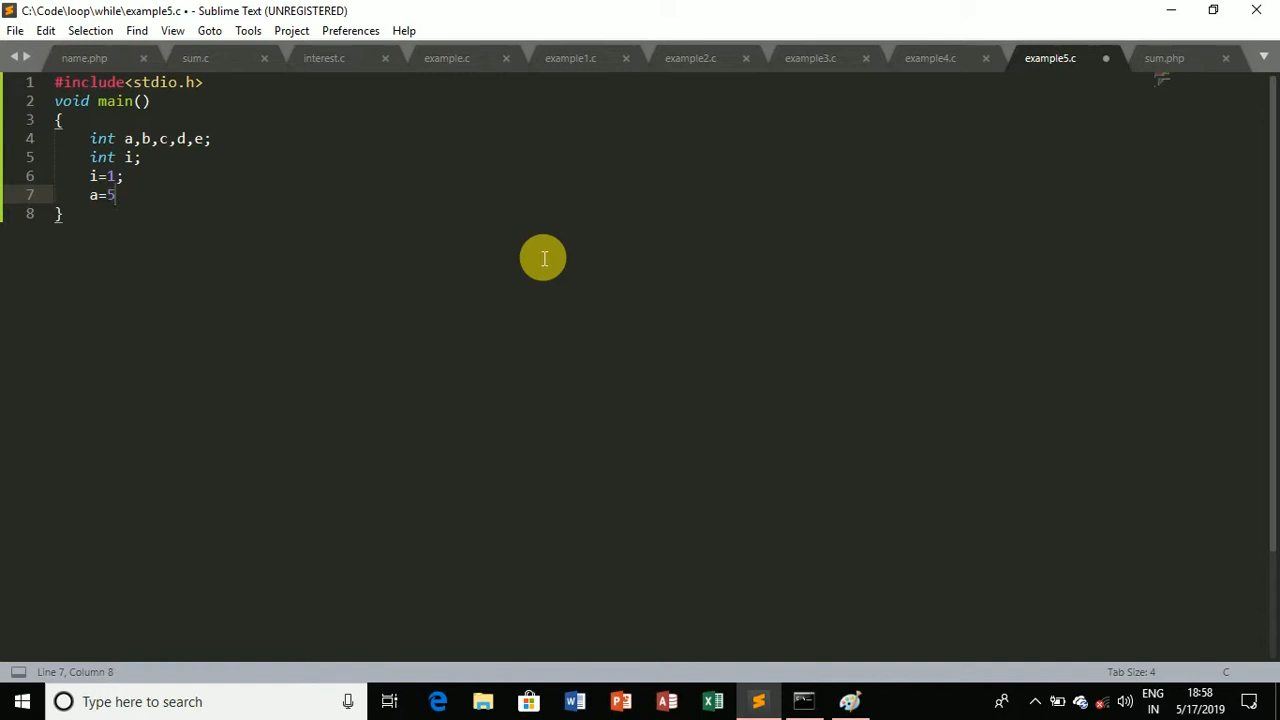 C:\Code\loop\while\example5.c • - Sublime Text (UNREGISTERED)
File Edit Selection Find View Goto Tools Project Preferences Help
name.php sum.c interest.c example.c example1.c example2.c example3.c example4.c example5.c sum.php
1 #include<stdio.h>
2 void main()
3 {
4 int a,b,c,d,e;
5 int i;
6 i=1;
7 a=5
8 }
Line 7, Column 8 Tab Size: 4 C
Type here to search ENG 18:58
IN 5/17/2019